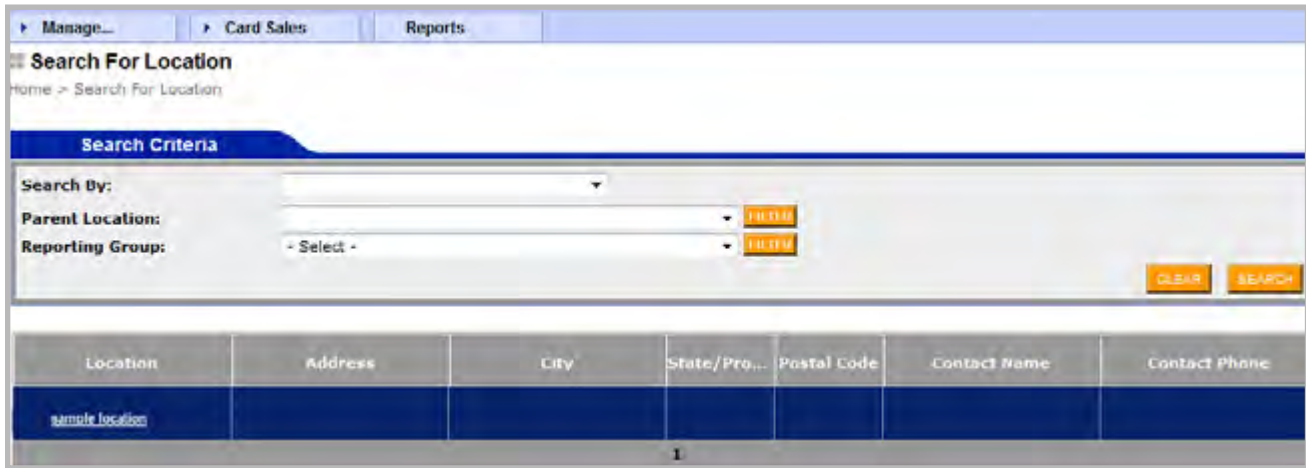 Manage... Card Sales Reports
Search For Location
Home > Search For Location
Search Criteria
Search By:
Parent Location: FILTER
Reporting Group: - Select - FILTER
CLEAR SEARCH
Location Address City State/Pro... Postal Code Contact Name Contact Phone
sample location
1